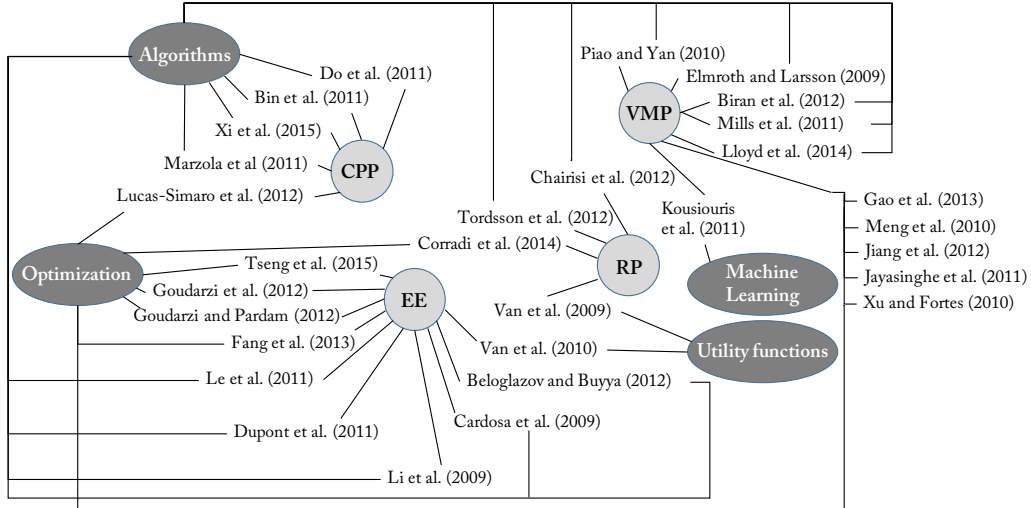 Algorithms
Piao and Yan (2010)
Do et al. (2011)
Elmroth and Larsson (2009)
Bin et al. (2011)
VMP
Biran et al. (2012)
Xi et al. (2015)
Mills et al. (2011)
Marzola et al (2011)
CPP
Lloyd et al. (2014)
Chairisi et al. (2012)
Lucas-Simaro et al. (2012)
Gao et al. (2013)
Tordsson et al. (2012)
Kousiouris
et al. (2011)
Meng et al. (2010)
Corradi et al. (2014)
Jiang et al. (2012)
Optimization
Tseng et al. (2015)
RP
Machine
Learning
Jayasinghe et al. (2011)
Goudarzi et al. (2012)
EE
Xu and Fortes (2010)
Goudarzi and Pardam (2012)
Van et al. (2009)
Fang et al. (2013)
Van et al. (2010)
Utility functions
Le et al. (2011)
Beloglazov and Buyya (2012)
Cardosa et al. (2009)
Dupont et al. (2011)
Li et al. (2009)